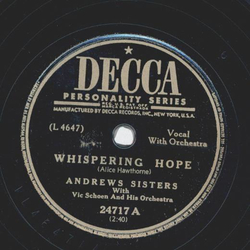 DECCA
PERSONALITY SERIES
MANUFACTURED BY DECCA RECORDS, INC., NEW YORK, U.S.A.
(L 4647)
Vocal
With Orchestra
WHISPERING HOPE
(Alice Hawthorne)
ANDREWS SISTERS
With
Vic Schoen And His Orchestra
24717 A
(2:40)